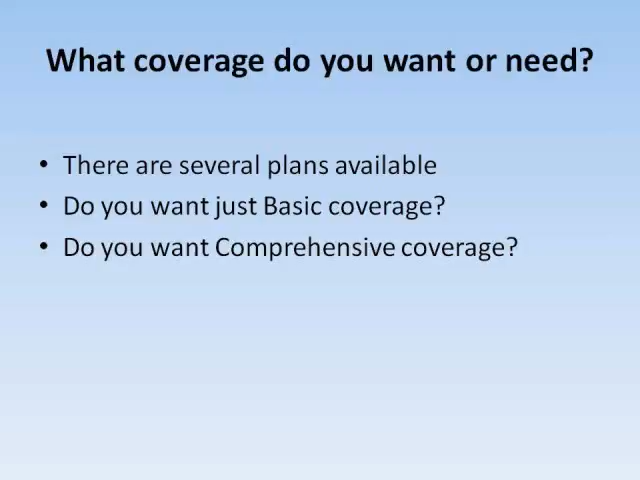 What coverage do you want or need?
• There are several plans available
• Do you want just Basic coverage?
• Do you want Comprehensive coverage?